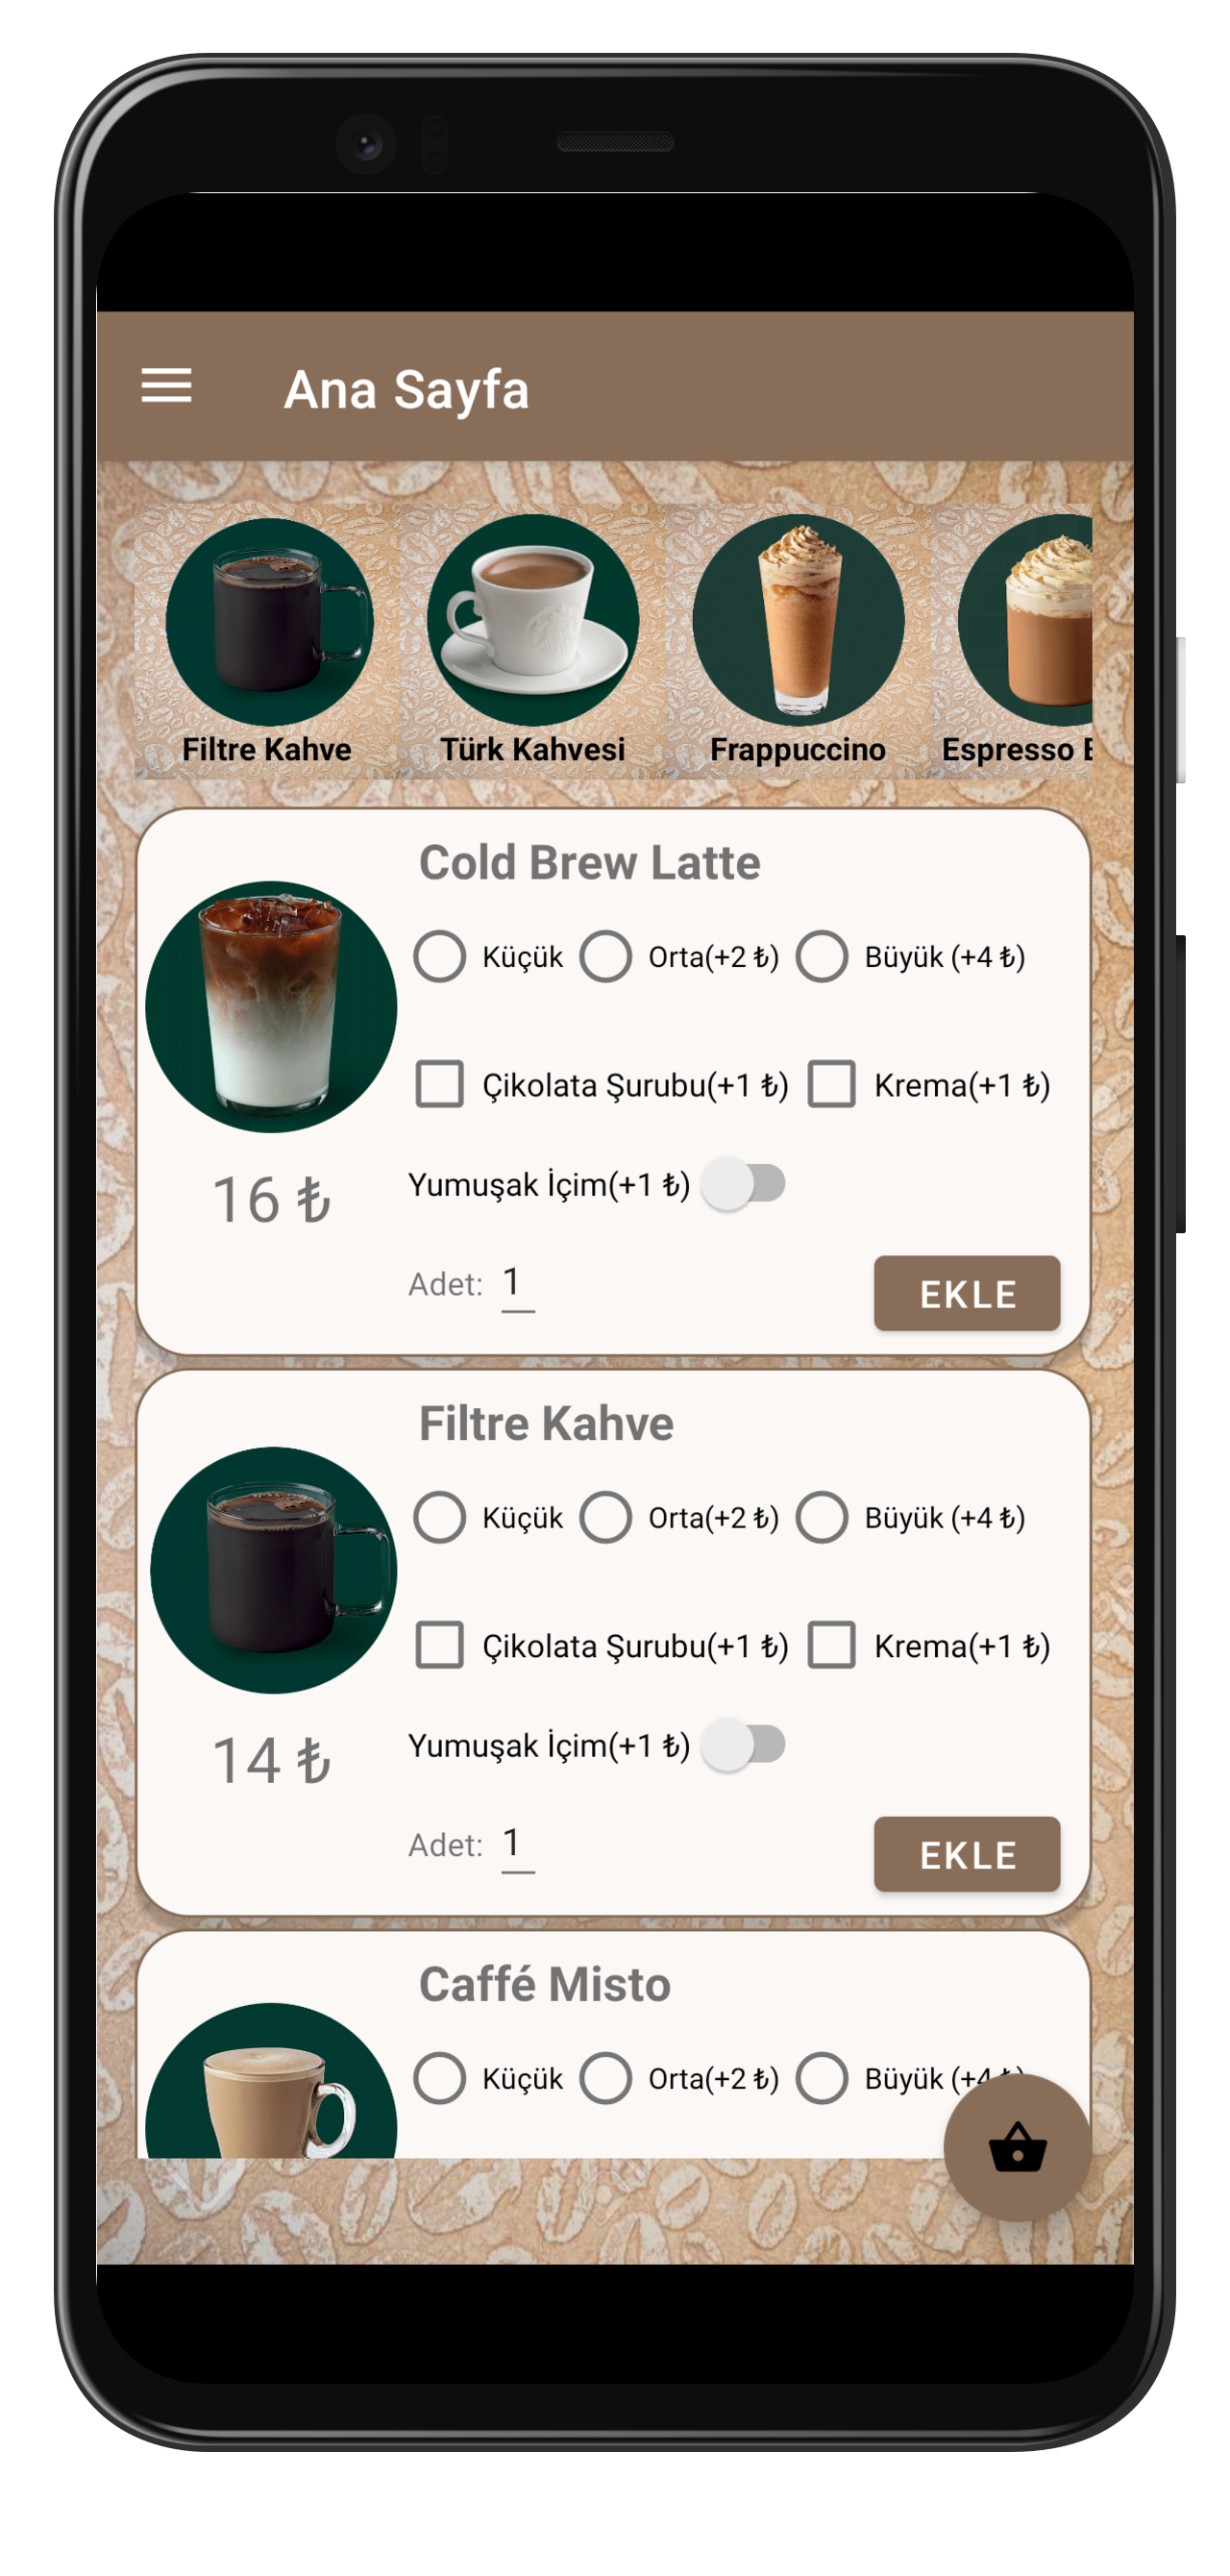 Ana Sayfa
Filtre Kahve
Türk Kahvesi
Frappuccino
Espresso
Cold Brew Latte
Küçük Orta(+2 ₺) Büyük (+4 ₺)
Çikolata Şurubu(+1 ₺) Krema(+1 ₺)
16 ₺
Yumuşak İçim(+1 ₺)
Adet: 1
EKLE
Filtre Kahve
Küçük Orta(+2 ₺) Büyük (+4 ₺)
Çikolata Şurubu(+1 ₺) Krema(+1 ₺)
14 ₺
Yumuşak İçim(+1 ₺)
Adet: 1
EKLE
Caffé Misto
Küçük Orta(+2 ₺) Büyük